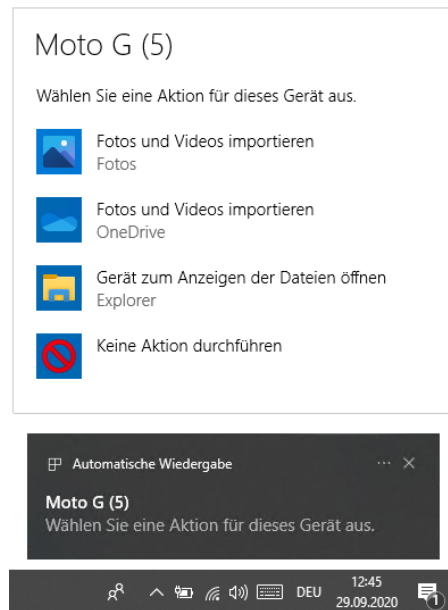 Moto G (5)
Wählen Sie eine Aktion für dieses Gerät aus.
Fotos und Videos importieren
Fotos
Fotos und Videos importieren
OneDrive
Gerät zum Anzeigen der Dateien öffnen
Explorer
Keine Aktion durchführen
Automatische Wiedergabe
Moto G (5)
Wählen Sie eine Aktion für dieses Gerät aus.
DEU
12:45
29.09.2020
1